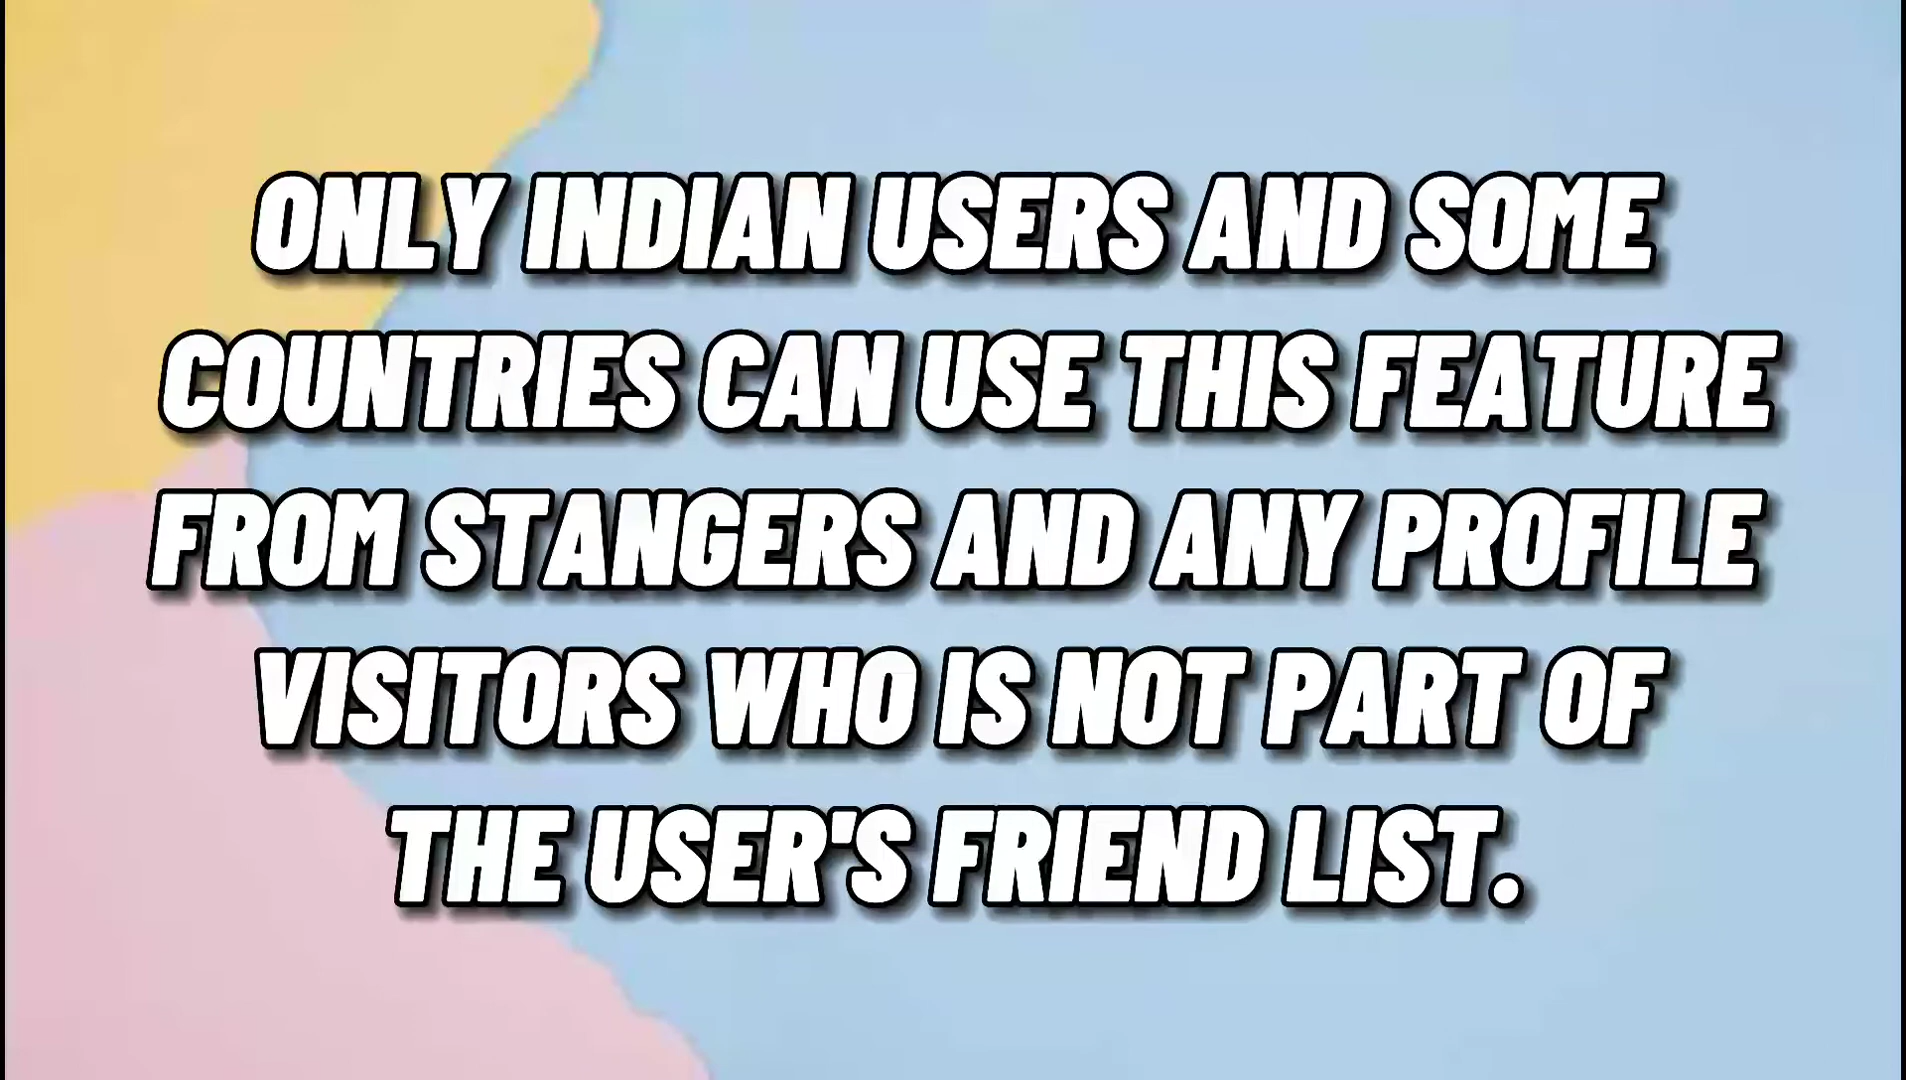 ONLY INDIAN USERS AND SOME
COUNTRIES CAN USE THIS FEATURE
FROM STANGERS AND ANY PROFILE
VISITORS WHO IS NOT PART OF
THE USER'S FRIEND LIST.